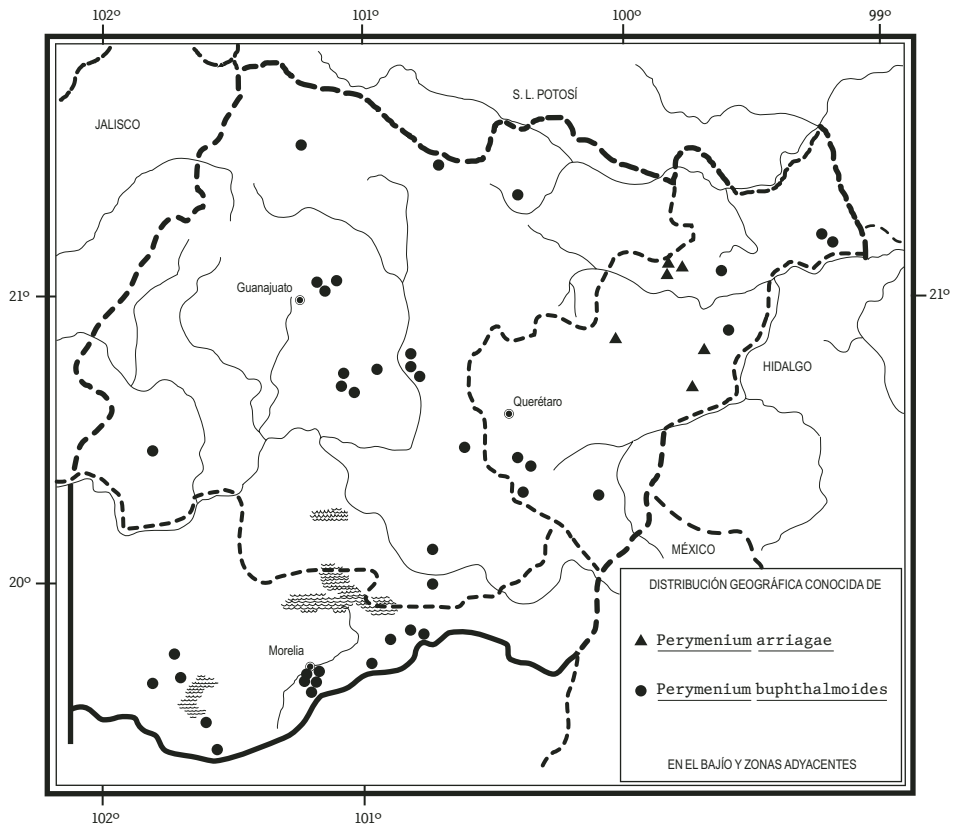 102º 101º 100º 99º
S. L. POTOSÍ
JALISCO
Guanajuato
21º 21º
HIDALGO
Querétaro
MÉXICO
20º
DISTRIBUCIÓN GEOGRÁFICA CONOCIDA DE
Perymenium arriagae
Morelia
Perymenium buphthalmoides
EN EL BAJÍO Y ZONAS ADYACENTES
102º 101º